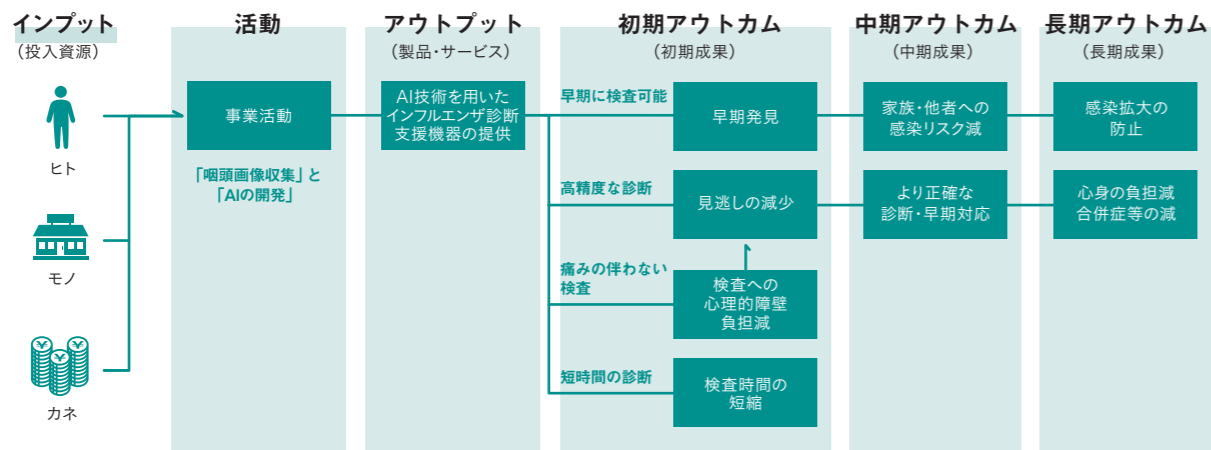 インプット
(投入資源)
ヒト
モノ
カネ
活動
事業活動
「咽頭画像収集」と
「AIの開発」
アウトプット
(製品・サービス)
AI技術を用いた
インフルエンザ診断
支援機器の提供
初期アウトカム
(初期成果)
早期に検査可能
早期発見
高精度な診断
見逃しの減少
痛みの伴わない
検査
検査への
心理的障壁
負担減
短時間の診断
検査時間の
短縮
中期アウトカム
(中期成果)
家族・他者への
感染リスク減
より正確な
診断・早期対応
長期アウトカム
(長期成果)
感染拡大の
防止
心身の負担減
合併症等の減